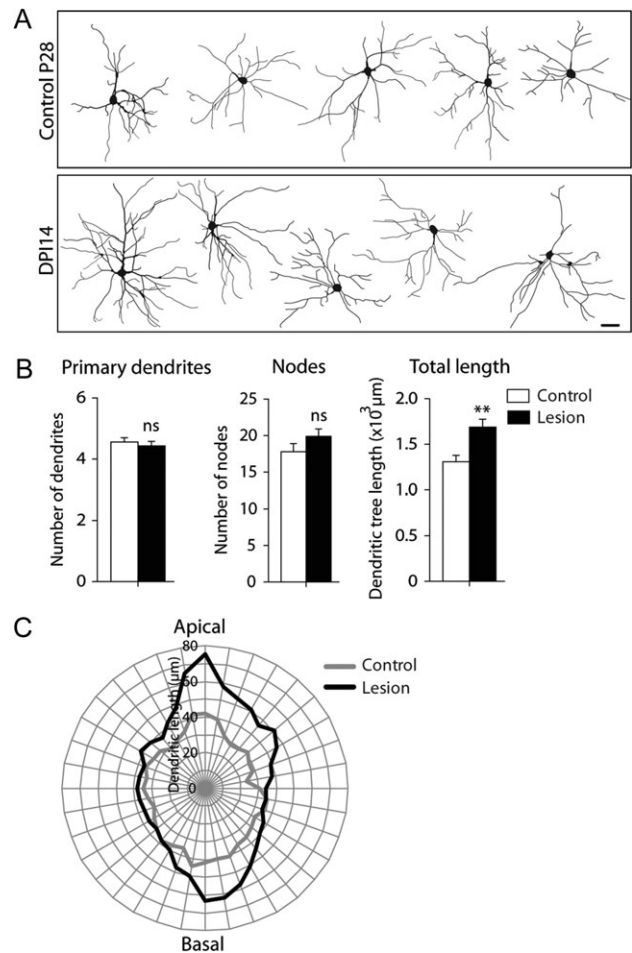 A
Control P28
DPI14
B
Primary dendrites
Number of dendrites
6
4
2
0
ns
Nodes
Number of nodes
25
20
15
10
5
0
ns
Total length
Dendritic tree length (x10³μm)
2.0
1.5
1.0
0.5
0
**
Control
Lesion
C
Apical
80
60
40
20
0
Dendritic length (μm)
Basal
Control
Lesion